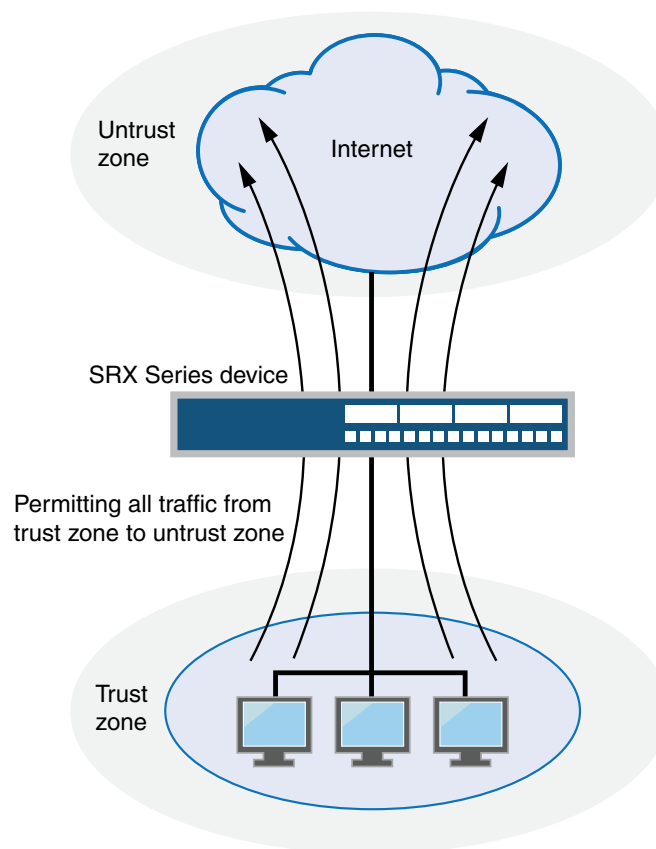 Untrust
zone
Internet
SRX Series device
Permitting all traffic from
trust zone to untrust zone
Trust
zone